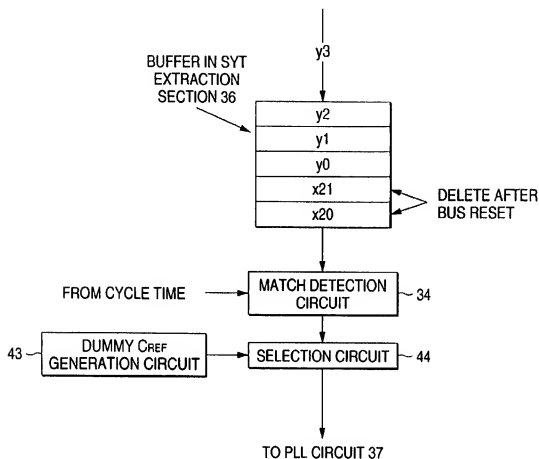 y3
BUFFER IN SYT
EXTRACTION
SECTION 36
y2
y1
y0
x21
x20
DELETE AFTER
BUS RESET
FROM CYCLE TIME
MATCH DETECTION
CIRCUIT
34
43
DUMMY CREF
GENERATION CIRCUIT
SELECTION CIRCUIT
44
TO PLL CIRCUIT 37